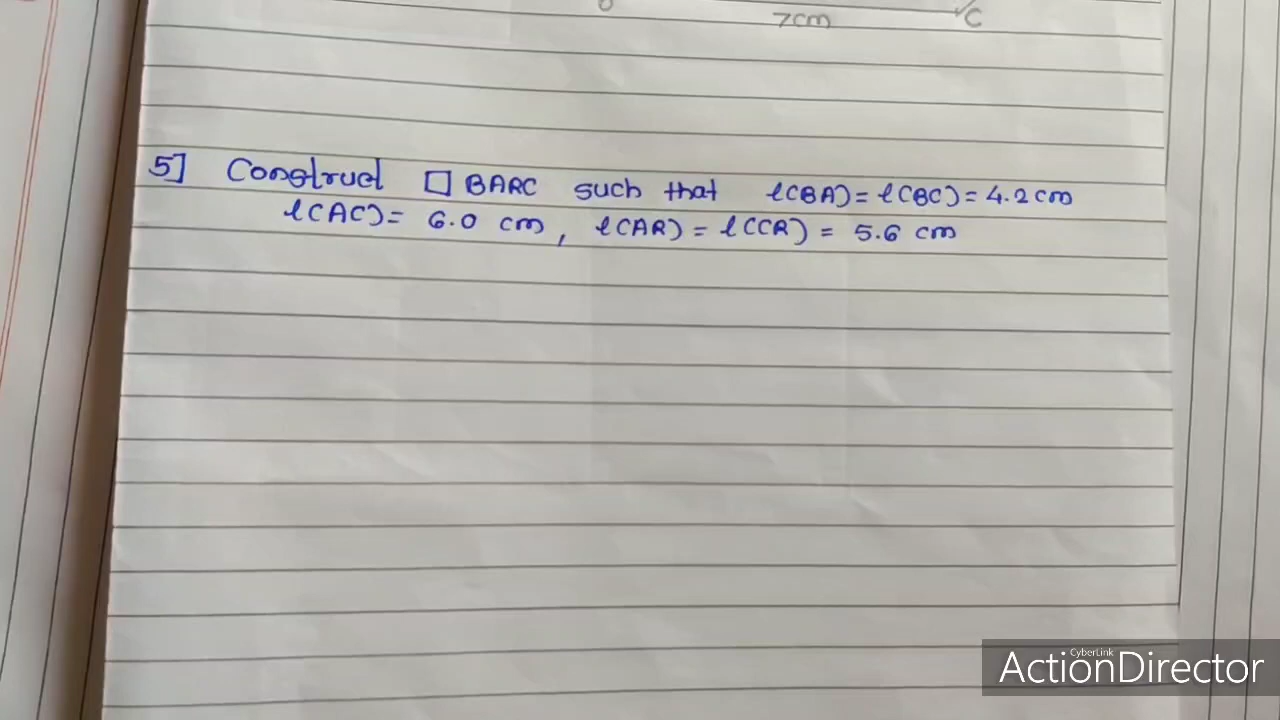 7cm C
5] Construct □ BARC such that l(BA) = l(BC) = 4.2 cm
l(AC) = 6.0 cm, l(AR) = l(CR) = 5.6 cm
CyberLink
ActionDirector